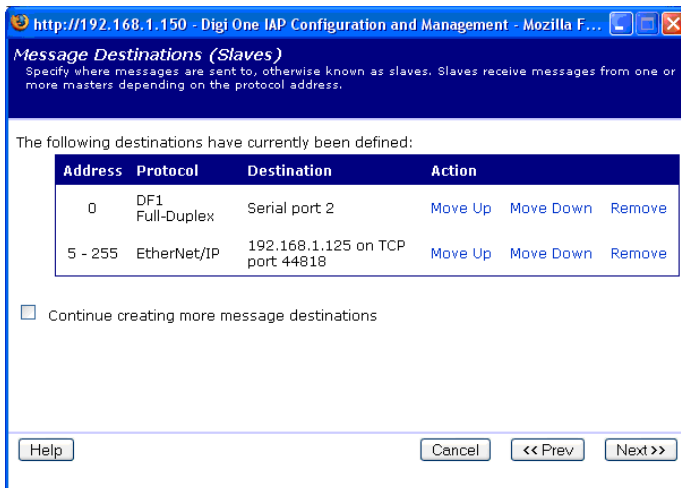 http://192.168.1.150 - Digi One IAP Configuration and Management - Mozilla F...
Message Destinations (Slaves)
Specify where messages are sent to, otherwise known as slaves. Slaves receive messages from one or
more masters depending on the protocol address.
The following destinations have currently been defined:
Address Protocol Destination Action
0 DF1 Full-Duplex Serial port 2 Move Up Move Down Remove
5 - 255 EtherNet/IP 192.168.1.125 on TCP port 44818 Move Up Move Down Remove
Continue creating more message destinations
Help Cancel << Prev Next >>